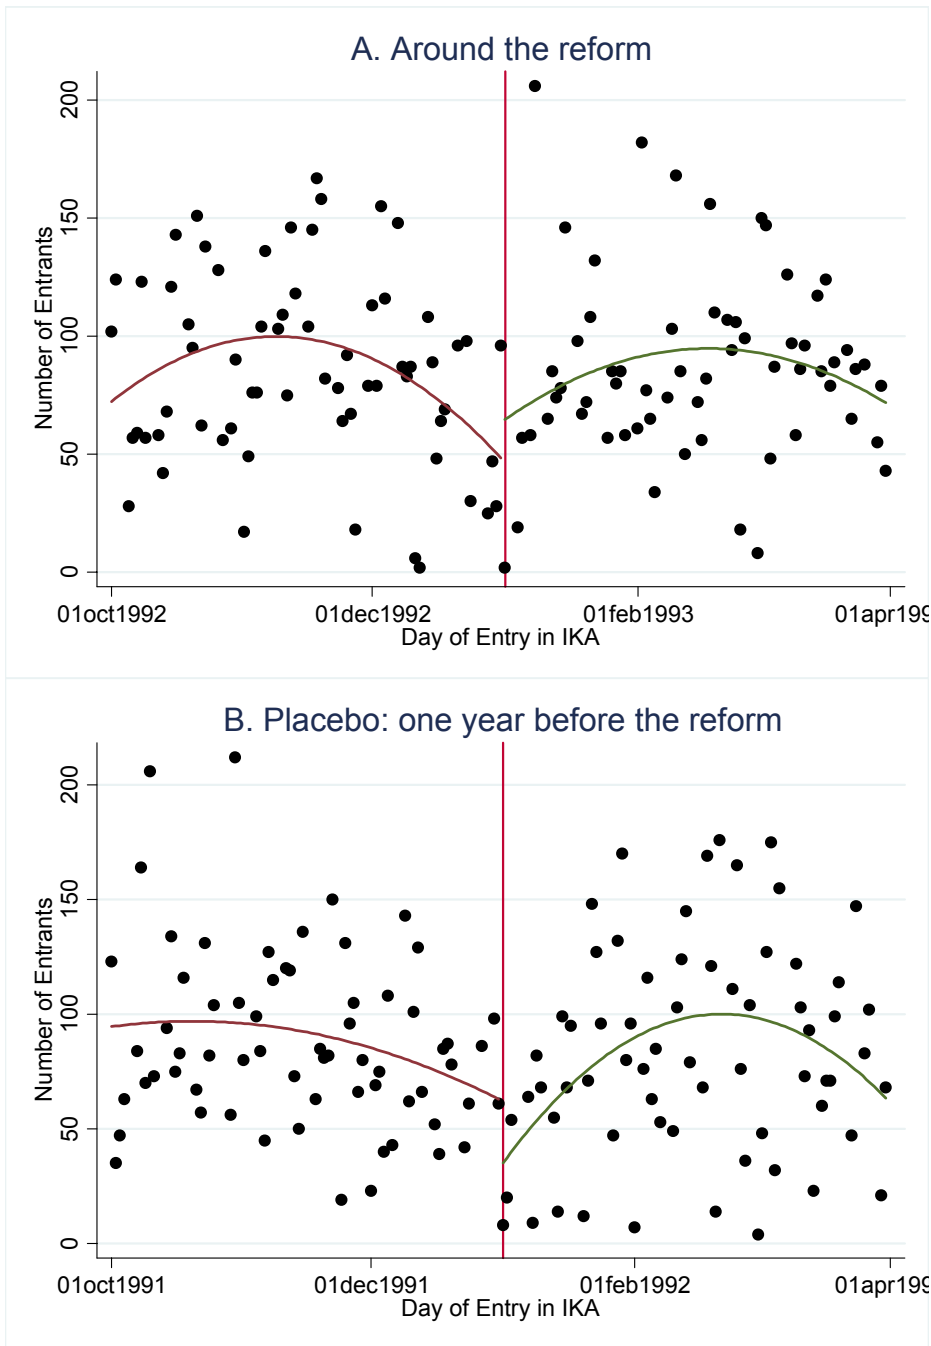 A. Around the reform
Number of Entrants
200
150
100
50
0
01oct1992
01dec1992
01feb1993
01apr199
Day of Entry in IKA
B. Placebo: one year before the reform
Number of Entrants
200
150
100
50
0
01oct1991
01dec1991
01feb1992
01apr199
Day of Entry in IKA